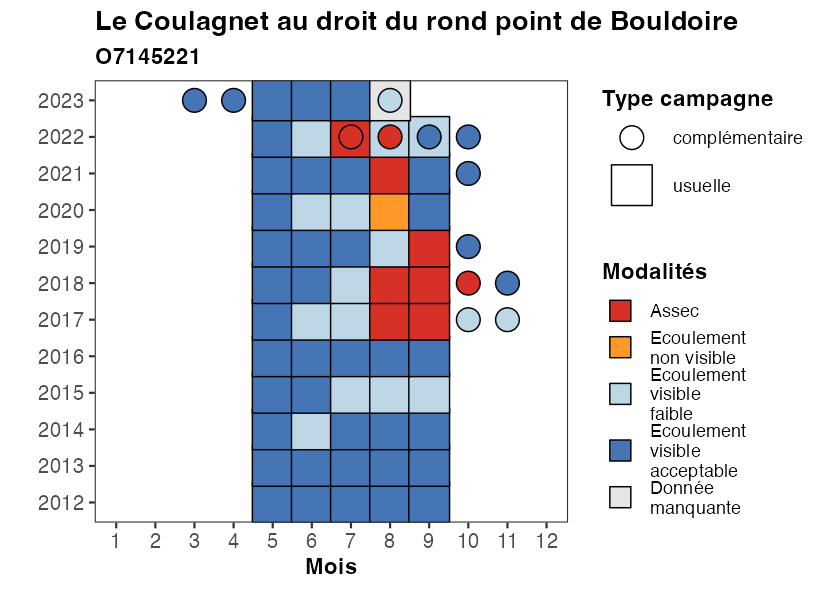 Le Coulagnet au droit du rond point de Bouldoire
O7145221
2023
2022
2021
2020
2019
2018
2017
2016
2015
2014
2013
2012
1 2 3 4 5 6 7 8 9 10 11 12
Mois
Type campagne
complémentaire
usuelle
Modalités
Assec
Ecoulement
non visible
Ecoulement
visible
faible
Ecoulement
visible
acceptable
Donnée
manquante